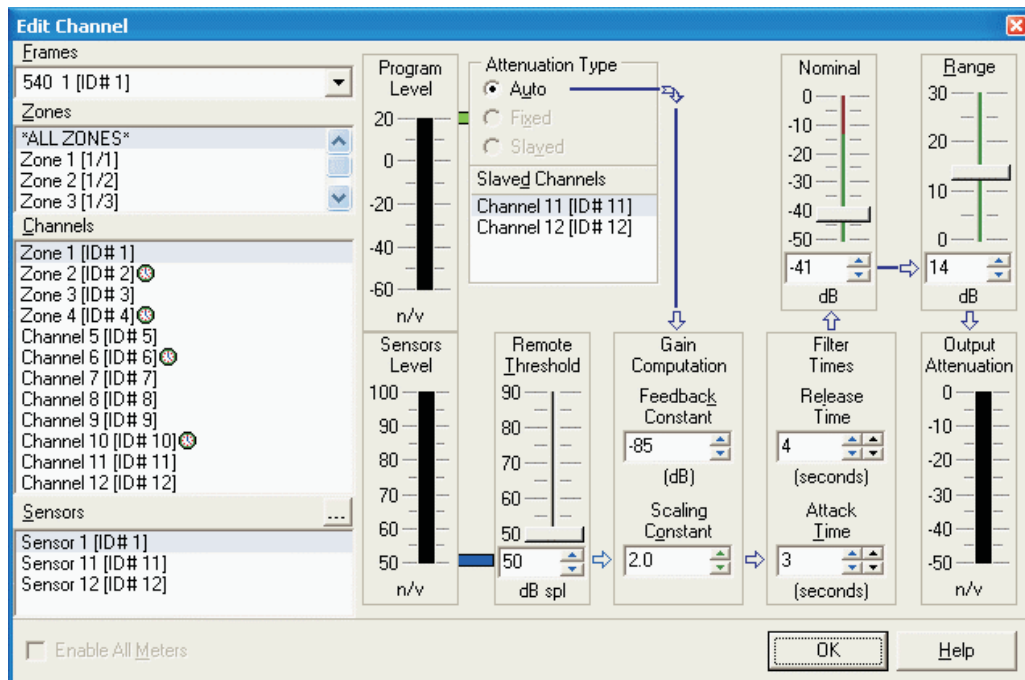 Edit Channel
Frames
540 1 [ID# 1]
Zones
*ALL ZONES*
Zone 1 [1/1]
Zone 2 [1/2]
Zone 3 [1/3]
Channels
Zone 1 [ID# 1]
Zone 2 [ID# 2]
Zone 3 [ID# 3]
Zone 4 [ID# 4]
Channel 5 [ID# 5]
Channel 6 [ID# 6]
Channel 7 [ID# 7]
Channel 8 [ID# 8]
Channel 9 [ID# 9]
Channel 10 [ID# 10]
Channel 11 [ID# 11]
Channel 12 [ID# 12]
Sensors
...
Sensor 1 [ID# 1]
Sensor 11 [ID# 11]
Sensor 12 [ID# 12]
Program
Level
20
0
-20
-40
-60
n/v
Attenuation Type
Auto
Fixed
Slaved
Slaved Channels
Channel 11 [ID# 11]
Channel 12 [ID# 12]
Nominal
0
-10
-20
-30
-40
-50
-41
dB
Range
30
20
10
0
14
dB
Sensors
Level
100
90
80
70
60
50
n/v
Remote
Threshold
90
80
70
60
50
50
dB spl
Gain
Computation
Feedback
Constant
-85
(dB)
Scaling
Constant
2.0
Filter
Times
Release
Time
4
(seconds)
Attack
Time
3
(seconds)
Output
Attenuation
0
-10
-20
-30
-40
-50
n/v
Enable All Meters
OK
Help